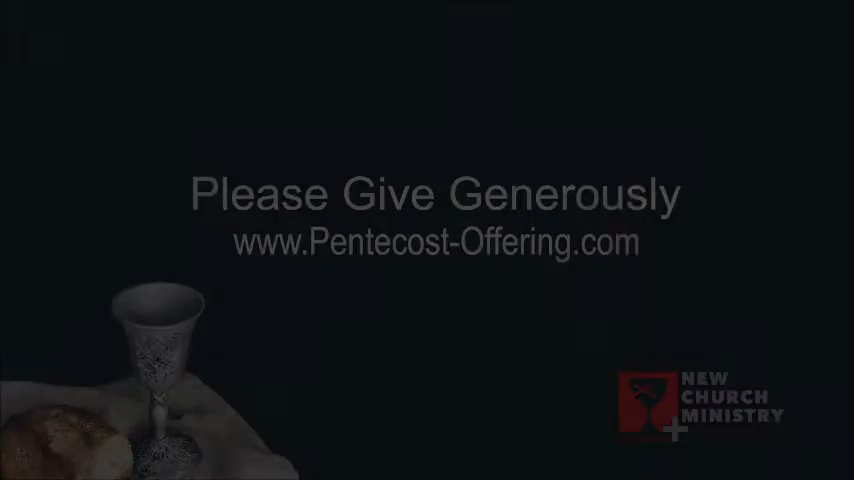 Please Give Generously
www.Pentecost-Offering.com
NEW
CHURCH
MINISTRY